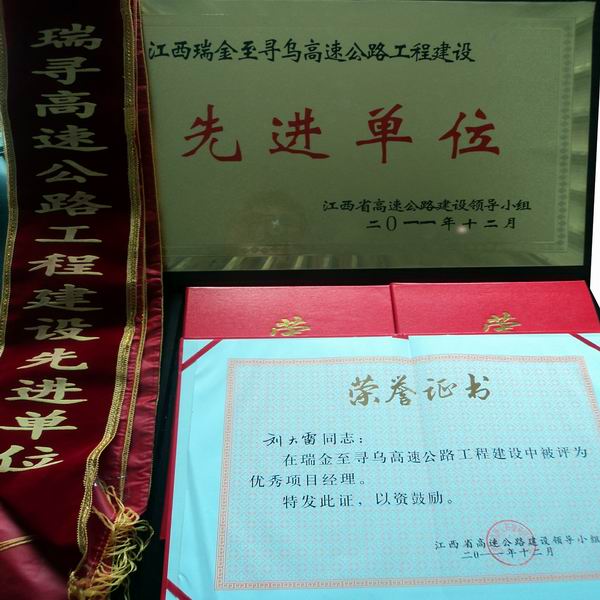 瑞寻高速公路工程建设先进单位
江西瑞金至寻乌高速公路工程建设
先进单位
江西省高速公路建设领导小组
二〇一一年十二月
荣
荣
荣誉证书
刘大雷同志：
在瑞金至寻乌高速公路工程建设中被评为
优秀项目经理。
特发此证，以资鼓励。
江西省高速公路建设领导小组
二〇一一年十二月